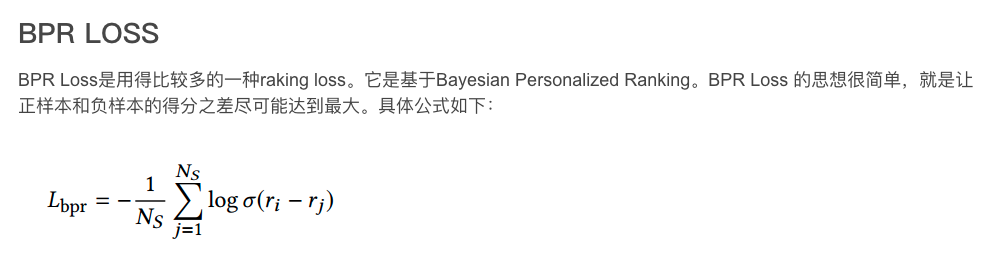 BPR LOSS
BPR Loss是用得比较多的一种raking loss。它是基于Bayesian Personalized Ranking。BPR Loss 的思想很简单，就是让
正样本和负样本的得分之差尽可能达到最大。具体公式如下：
L_bpr = -\frac{1}{N_S} \sum_{j=1}^{N_S} \log σ(r_i - r_j)